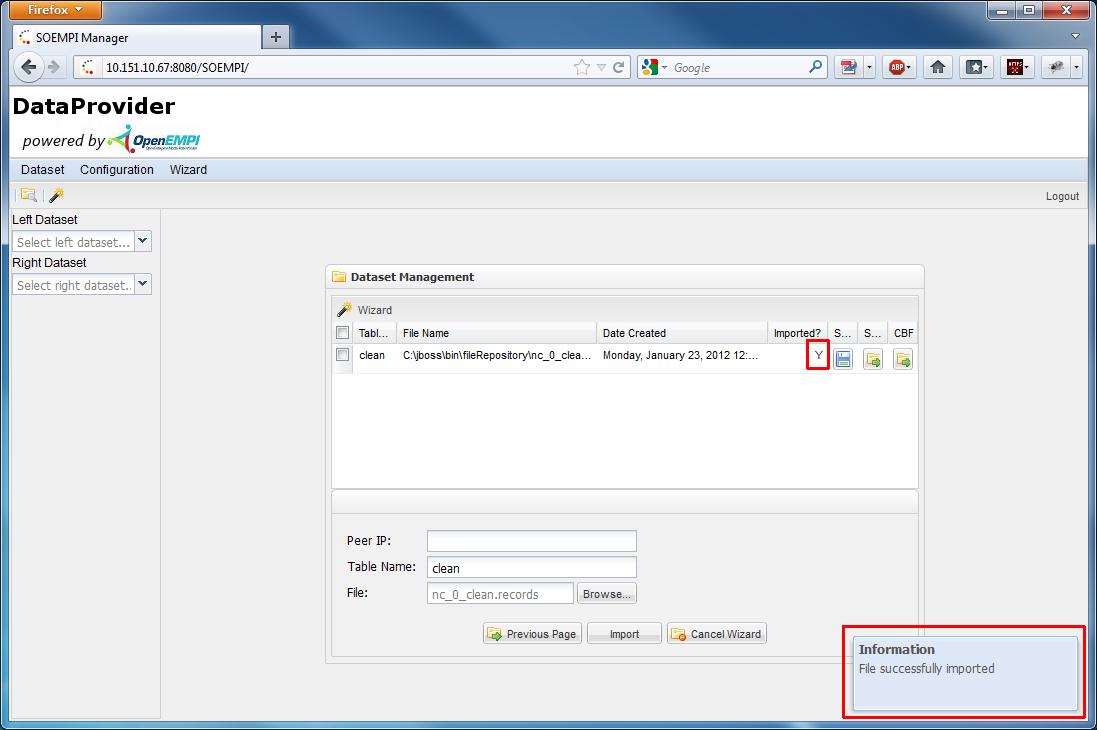 Firefox
SOEMPI Manager
10.151.10.67:8080/SOEMPI/
Google
ABP
DataProvider
powered by OpenEMPI
Dataset Configuration Wizard
Logout
Left Dataset
Select left dataset...
Right Dataset
Select right dataset..
Dataset Management
Wizard
Tabl... File Name Date Created Imported? S... S... CBF
clean C:\jboss\bin\fileRepository\nc_0_clea... Monday, January 23, 2012 12:... Y
Peer IP:
Table Name: clean
File: nc_0_clean.records Browse...
Previous Page Import Cancel Wizard
Information
File successfully imported